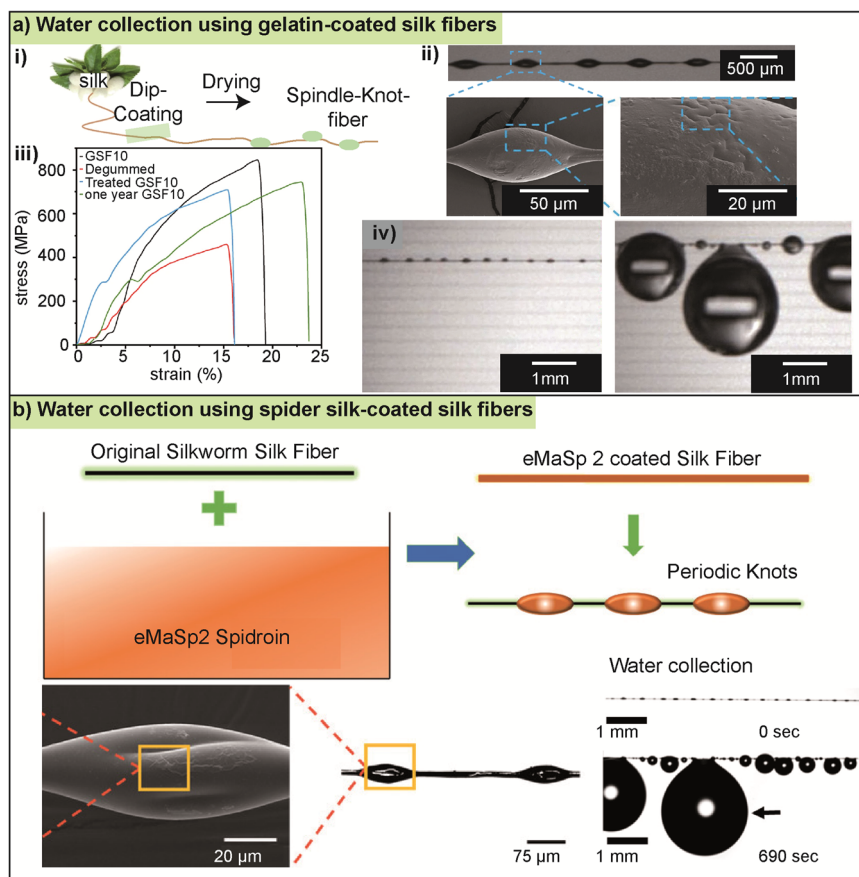 a) Water collection using gelatin-coated silk fibers
i)
silk
Dip-
Coating
Drying
Spindle-Knot-
fiber
ii)
500 µm
50 µm
20 µm
iii)
GSF10
Degummed
Treated GSF10
one year GSF10
stress (MPa)
800
600
400
200
0
0
5
10
15
20
25
strain (%)
iv)
1mm
1mm
b) Water collection using spider silk-coated silk fibers
Original Silkworm Silk Fiber
eMaSp2 Spidroin
eMaSp 2 coated Silk Fiber
Periodic Knots
20 µm
75 µm
Water collection
1 mm
0 sec
1 mm
690 sec